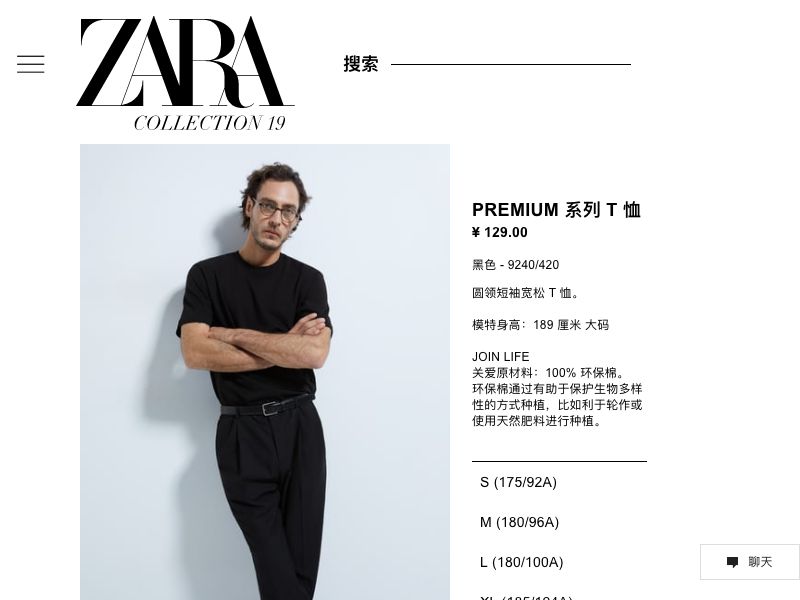 ZARA
COLLECTION 19
搜索
PREMIUM 系列 T 恤
¥ 129.00
黑色 - 9240/420
圆领短袖宽松 T 恤。
模特身高：189 厘米 大码
JOIN LIFE
关爱原材料：100% 环保棉。
环保棉通过有助于保护生物多样
性的方式种植，比如利于轮作或
使用天然肥料进行种植。
S (175/92A)
M (180/96A)
L (180/100A)
聊天